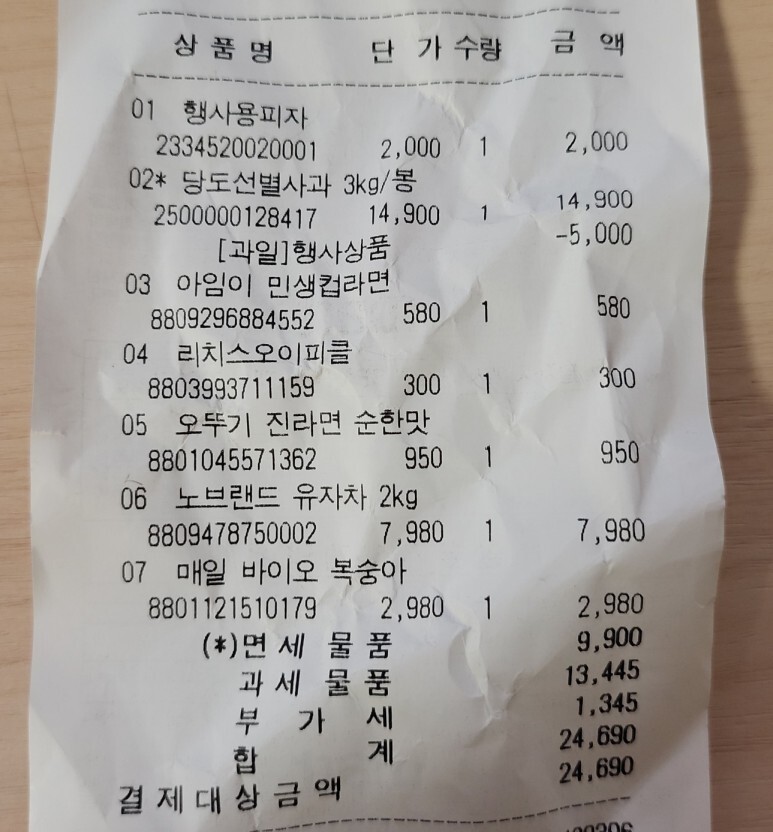 상품명 단가 수량 금액
01 행사용피자
2334520020001 2,000 1 2,000
02* 당도선별사과 3kg/봉
2500000128417 14,900 1 14,900
[과일]행사상품 -5,000
03 아임이 민생컵라면
8809296884552 580 1 580
04 리치스오이피클
8803993711159 300 1 300
05 오뚜기 진라면 순한맛
8801045571362 950 1 950
06 노브랜드 유자차 2kg
8809478750002 7,980 1 7,980
07 매일 바이오 복숭아
8801121510179 2,980 1 2,980
(*)면세 물품 9,900
과세 물품 13,445
부가세 1,345
합계 24,690
결제대상금액 24,690